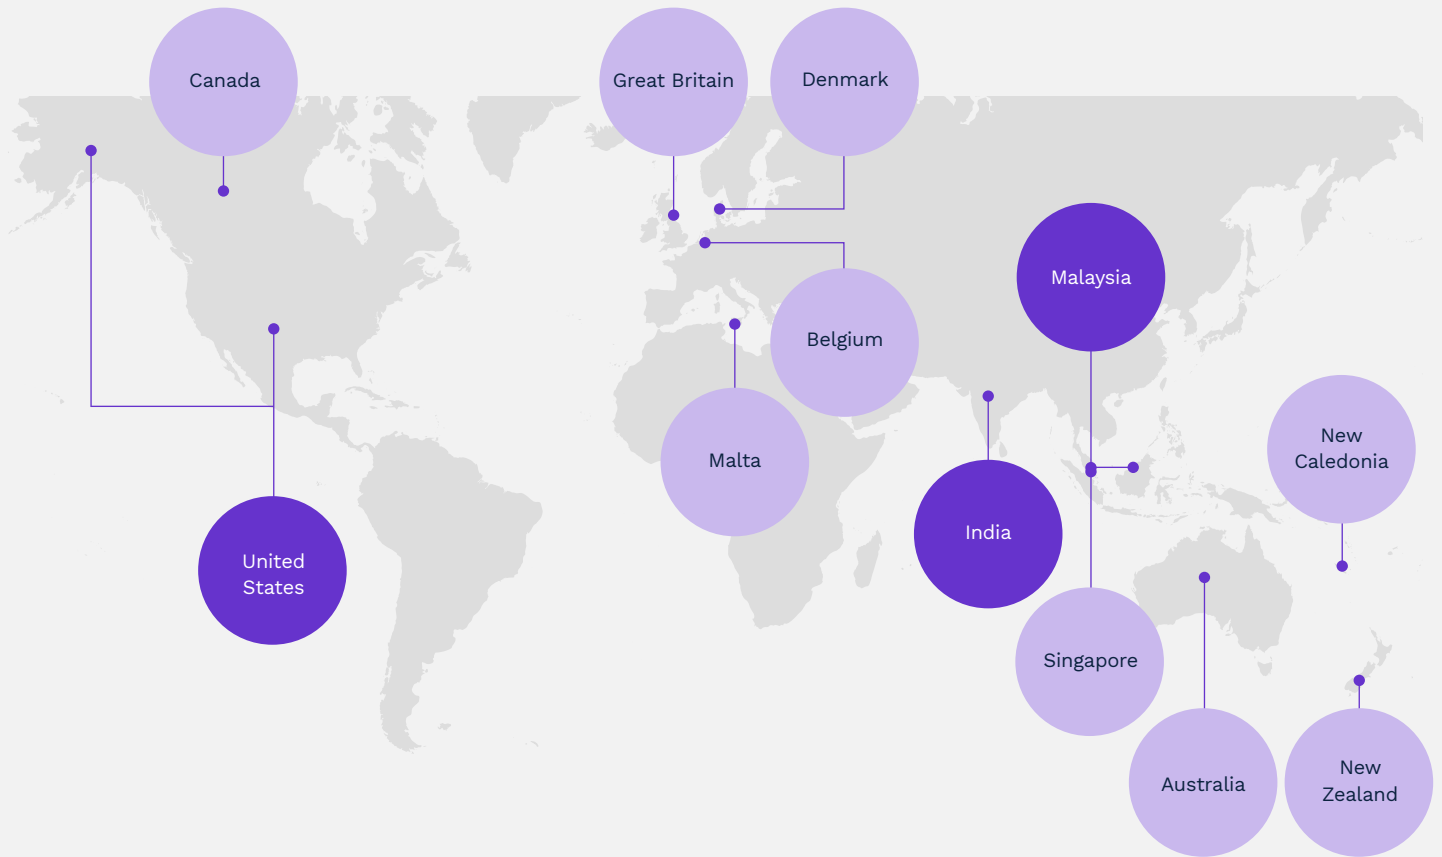 Canada
Great Britain
Denmark
Malaysia
Belgium
New
Caledonia
Malta
India
United
States
Singapore
Australia
New
Zealand